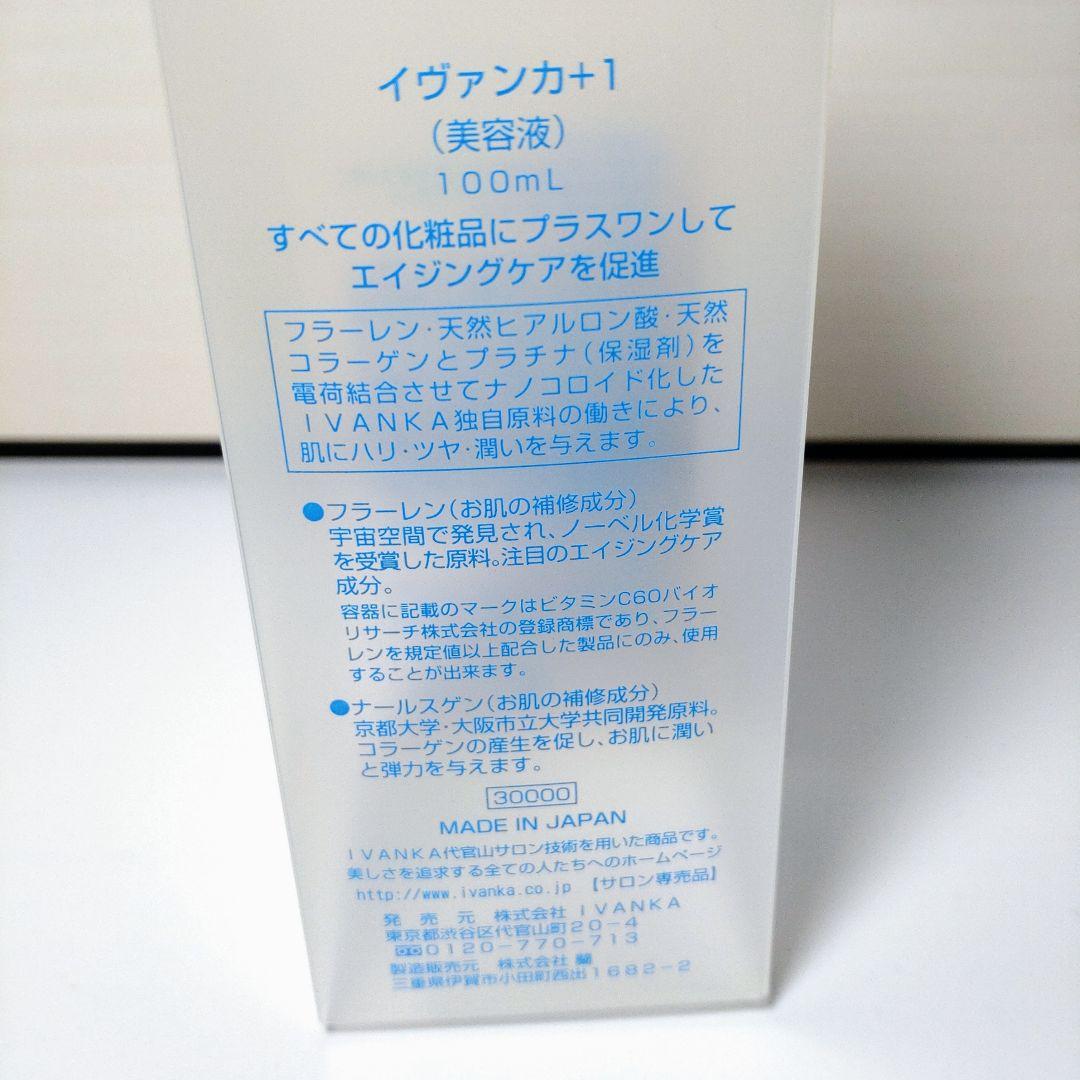 イヴァンカ+1
(美容液)
100mL
すべての化粧品にプラスワンして
エイジングケアを促進
フラーレン・天然ヒアルロン酸・天然
コラーゲンとプラチナ(保湿剤)を
電荷結合させてナノコロイド化した
IVANKA独自原料の働きにより、
肌にハリ・ツヤ・潤いを与えます。
●フラーレン(お肌の補修成分)
宇宙空間で発見され、ノーベル化学賞
を受賞した原料。注目のエイジングケア
成分。
容器に記載のマークはビタミンC60バイオ
リサーチ株式会社の登録商標であり、フラー
レンを規定値以上配合した製品にのみ、使用
することが出来ます。
●ナールスゲン(お肌の補修成分)
京都大学・大阪市立大学共同開発原料。
コラーゲンの産生を促し、お肌に潤い
と弾力を与えます。
30000
MADE IN JAPAN
IVANKA代官山サロン技術を用いた商品です。
美しさを追求する全ての人たちへのホームページ
http://www.ivanka.co.jp 【サロン専売品】
発売元 株式会社 IVANKA
東京都渋谷区代官山町20-4
0120-770-713
製造販売元 株式会社 蘭
三重県伊賀市小田町西出1682-2